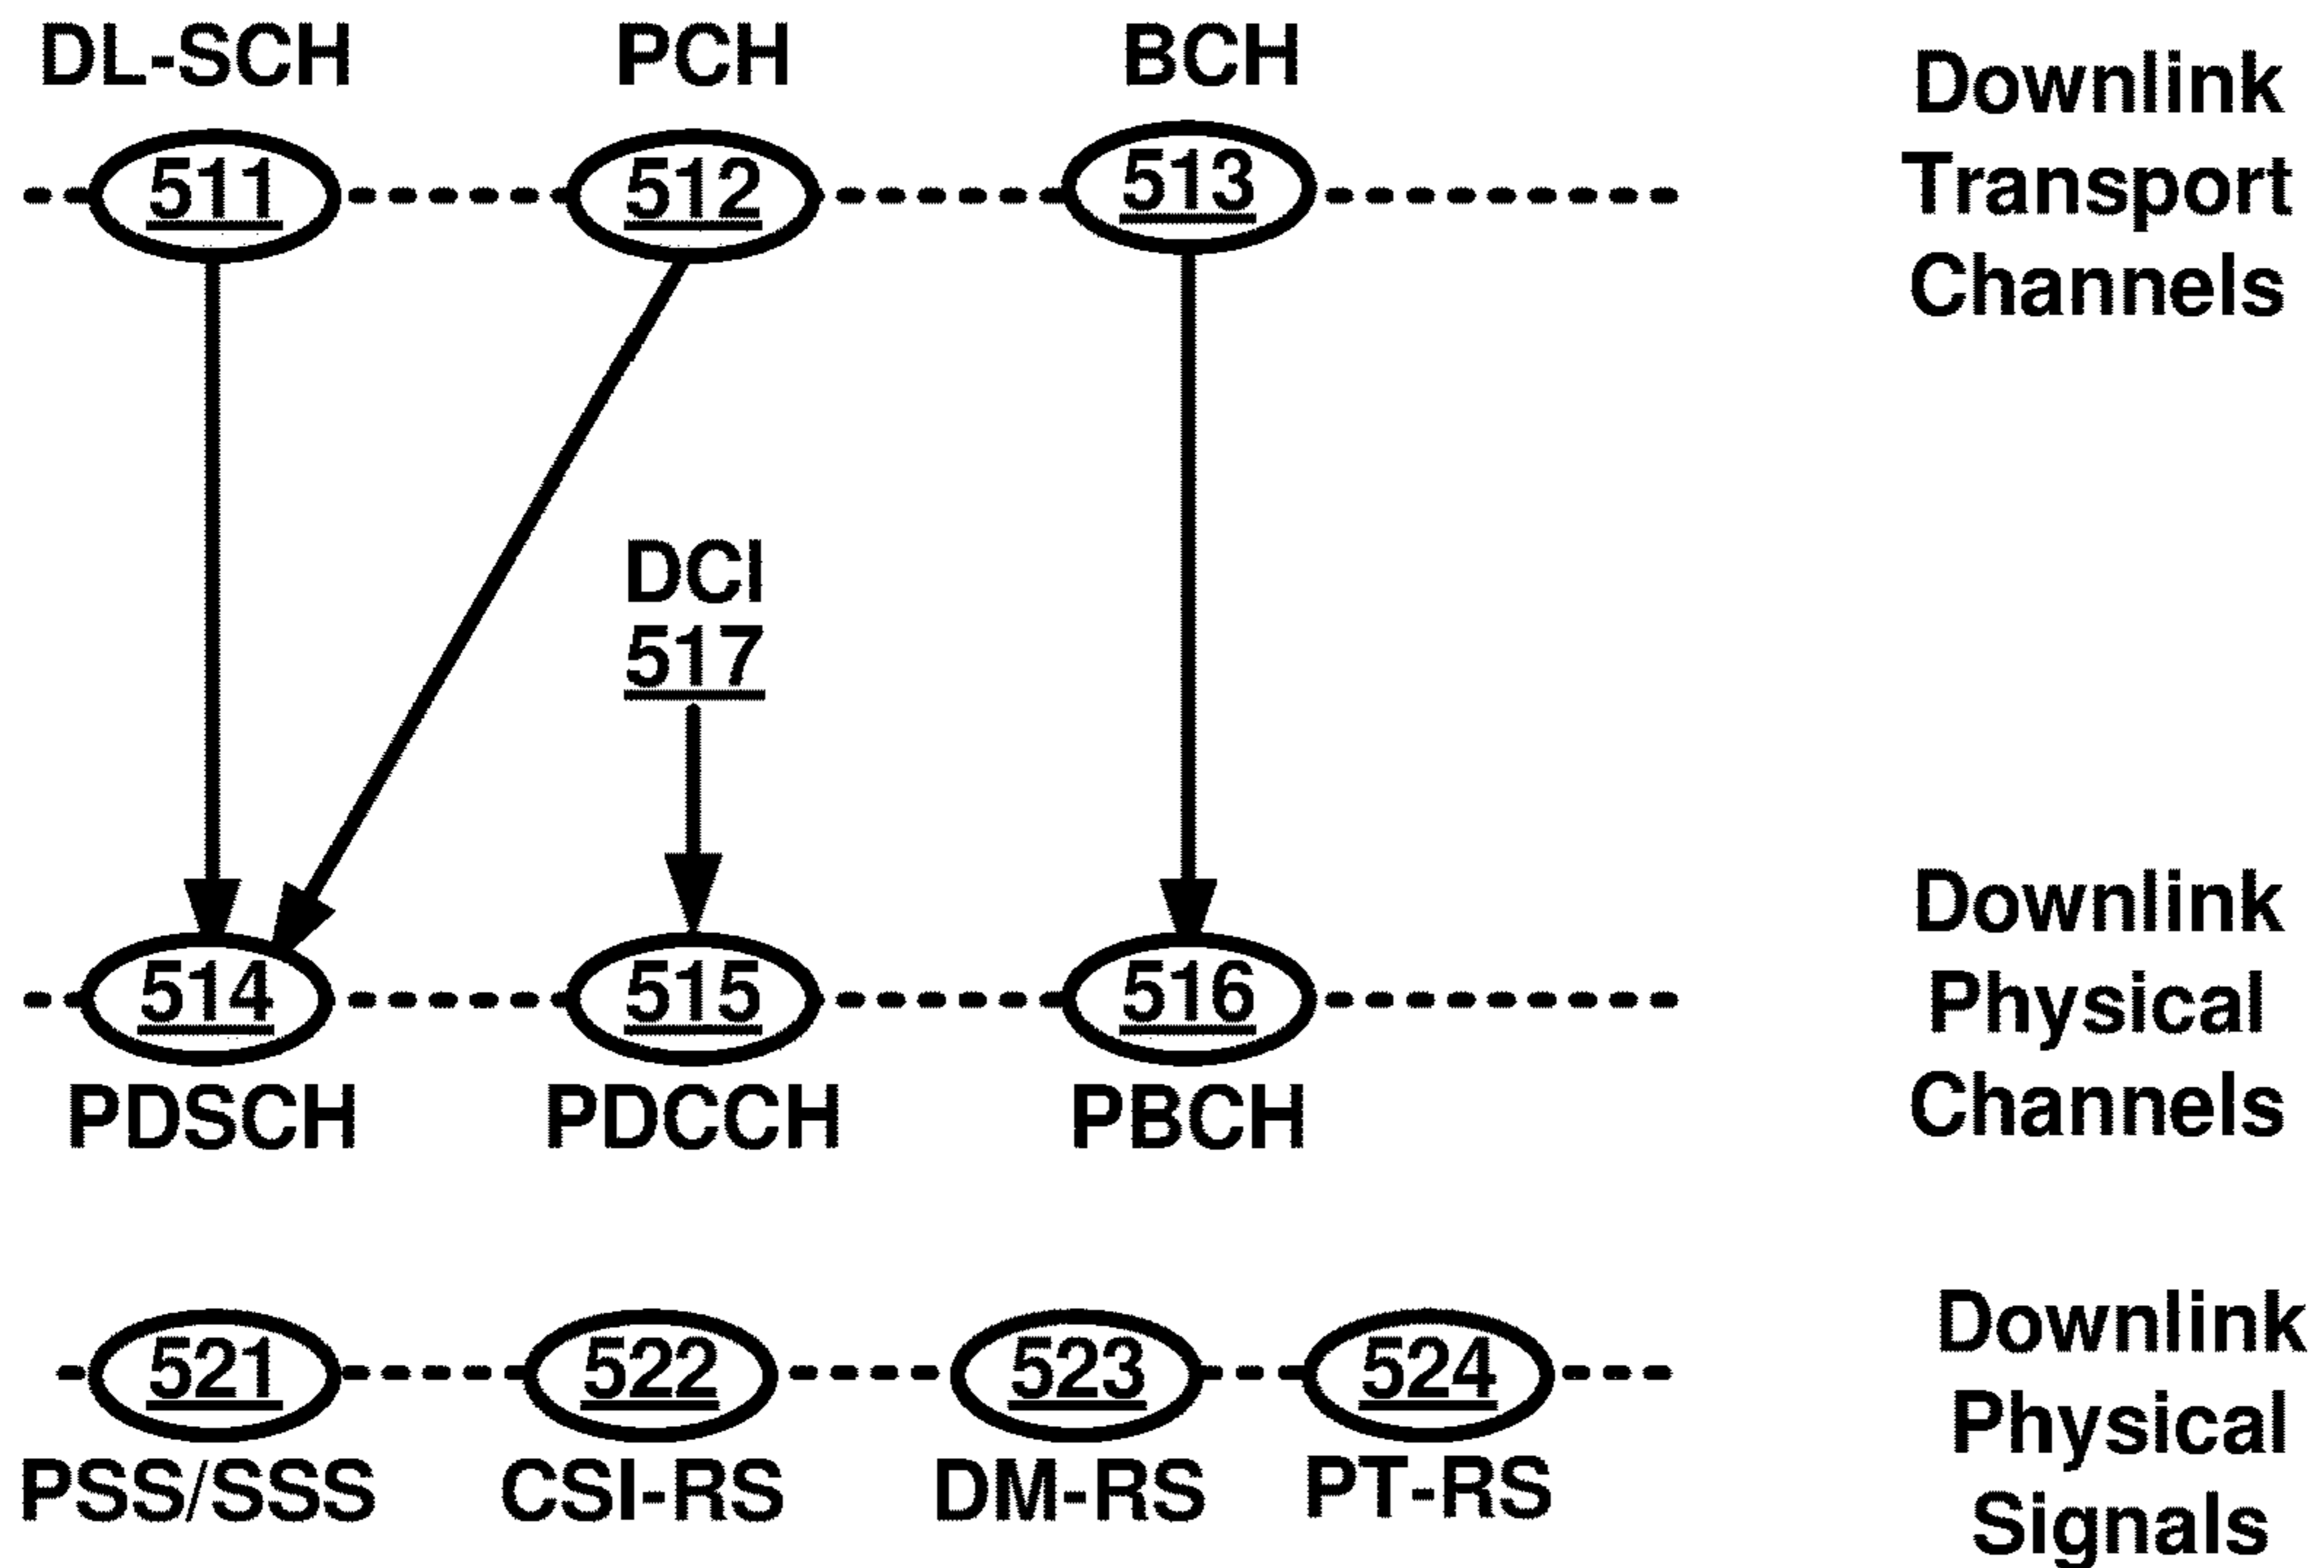 DL-SCH PCH BCH
Downlink
Transport
Channels
511 512 513
DCI
517
Downlink
Physical
Channels
514 515 516
PDSCH PDCCH PBCH
Downlink
Physical
Signals
521 522 523 524
PSS/SSS CSI-RS DM-RS PT-RS